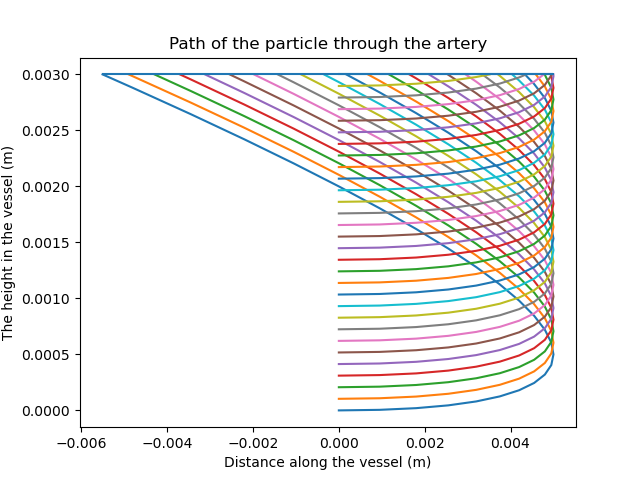 Path of the particle through the artery
0.0030
0.0025
0.0020
0.0015
0.0010
0.0005
0.0000
The height in the vessel (m)
−0.006 −0.004 −0.002 0.000 0.002 0.004
Distance along the vessel (m)